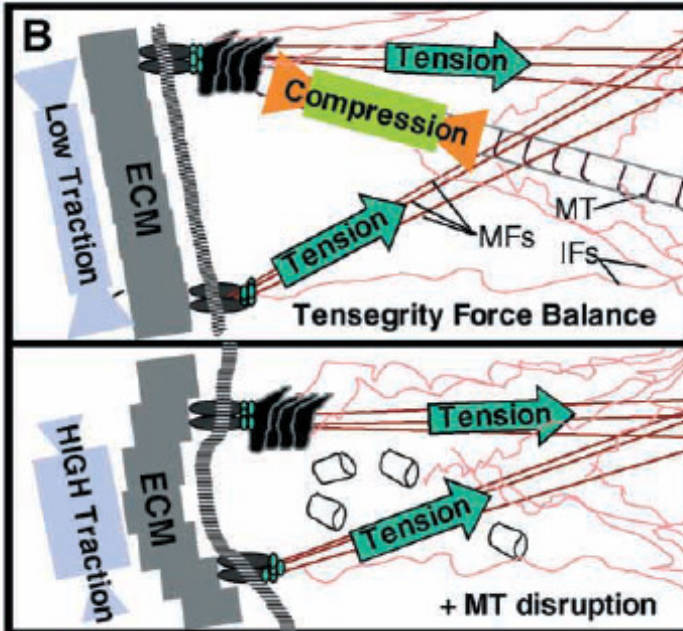 B
Tension
Compression
Low Traction
ECM
Tension
MFs
MT
IFs
Tensegrity Force Balance
Tension
HIGH Traction
ECM
Tension
+ MT disruption